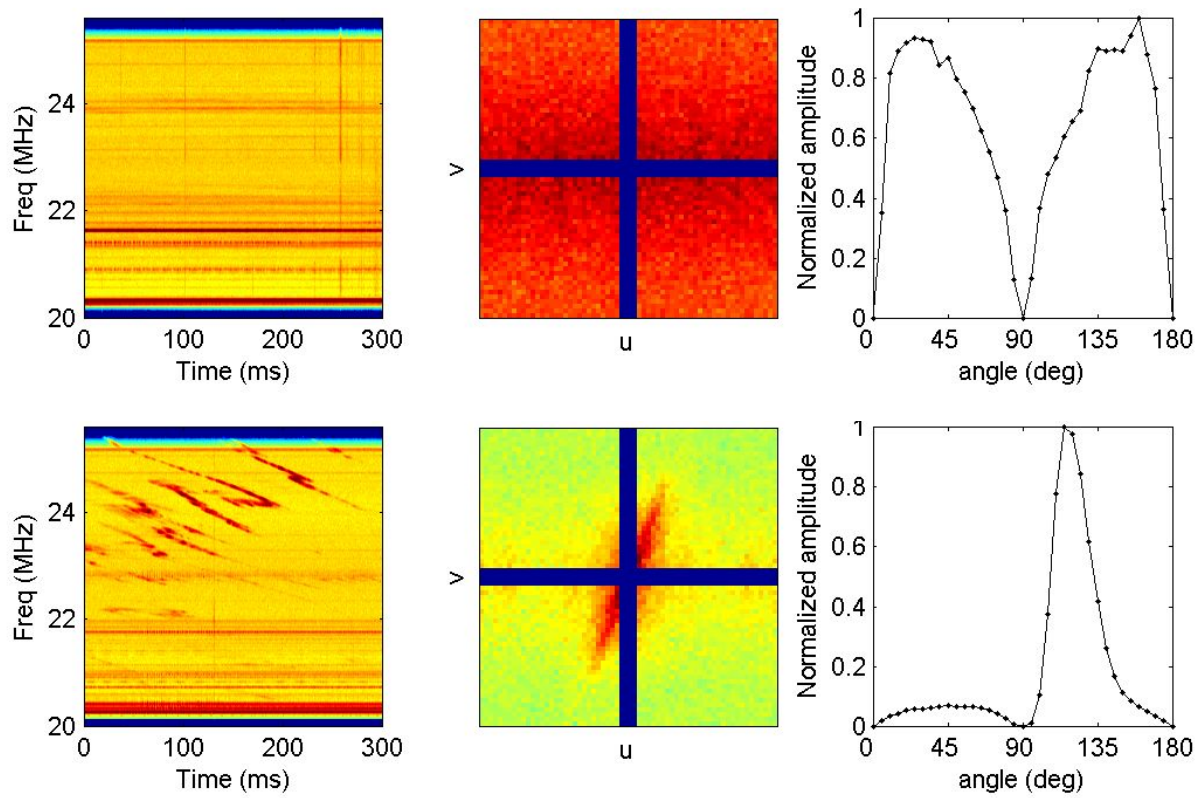 Freq (MHz)
24
22
20
0 100 200 300
Time (ms)
v
u
Normalized amplitude
1
0.8
0.6
0.4
0.2
0
0 45 90 135 180
angle (deg)
Freq (MHz)
24
22
20
0 100 200 300
Time (ms)
v
u
Normalized amplitude
1
0.8
0.6
0.4
0.2
0
0 45 90 135 180
angle (deg)